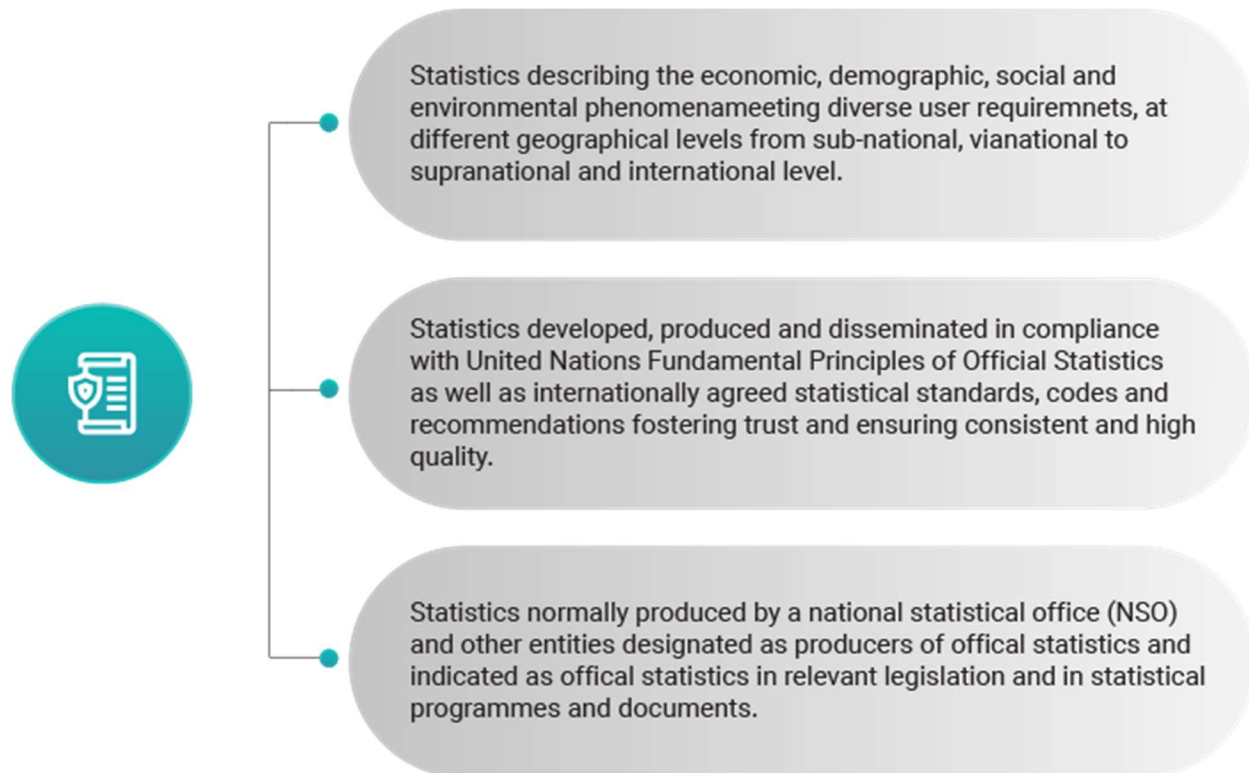 Statistics describing the economic, demographic, social and
environmental phenomenameeting diverse user requiremnets, at
different geographical levels from sub-national, vianational to
supranational and international level.
Statistics developed, produced and disseminated in compliance
with United Nations Fundamental Principles of Official Statistics
as well as internationally agreed statistical standards, codes and
recommendations fostering trust and ensuring consistent and high
quality.
Statistics normally produced by a national statistical office (NSO)
and other entities designated as producers of offical statistics and
indicated as offical statistics in relevant legislation and in statistical
programmes and documents.